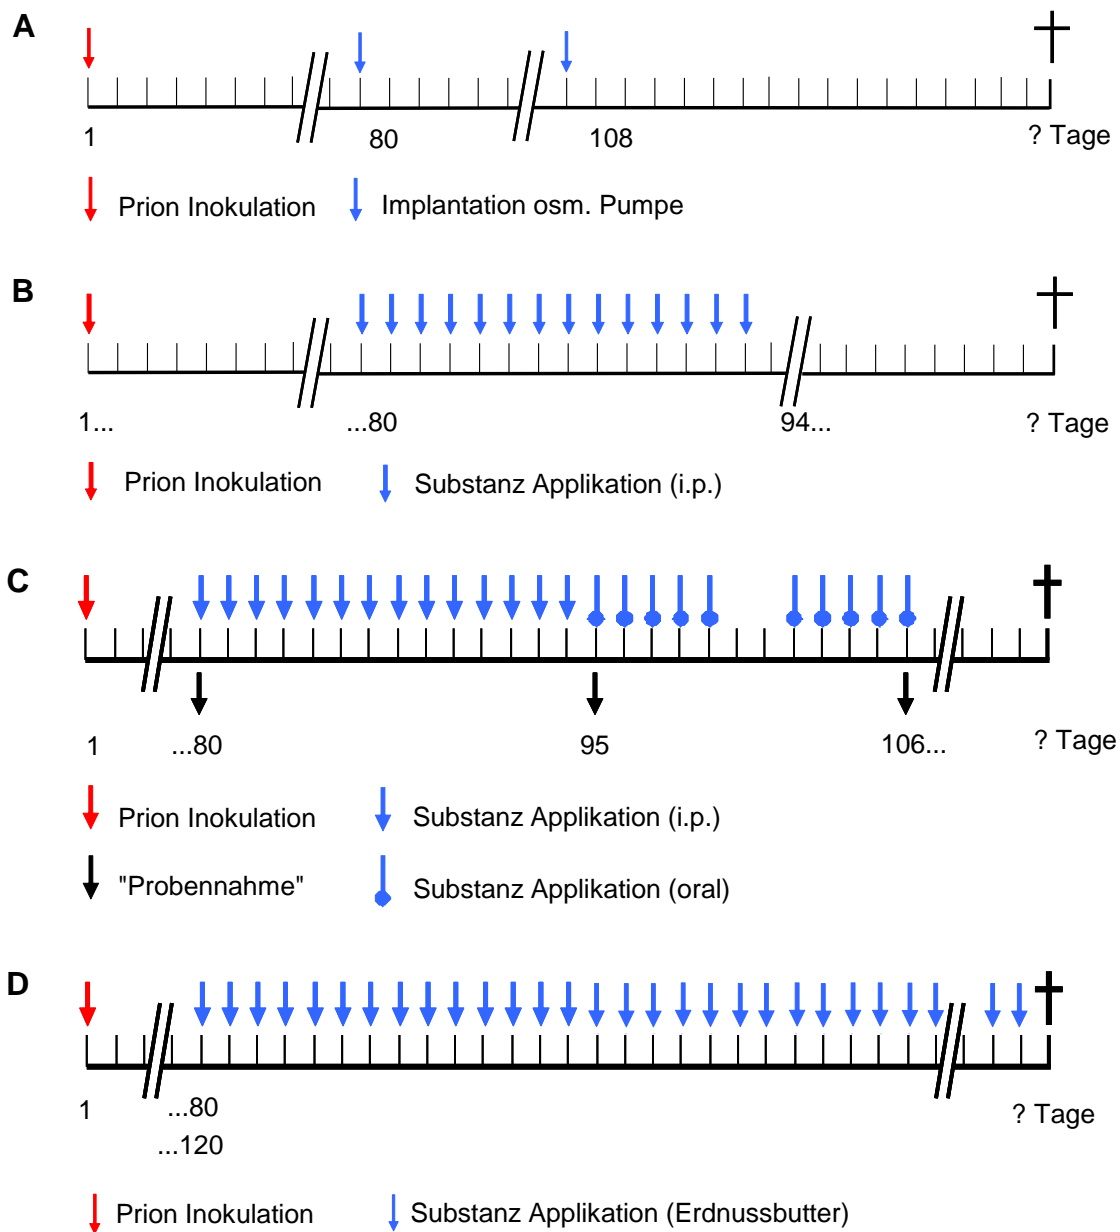 A
1 80 108 ? Tage
Prion Inokulation Implantation osm. Pumpe
B
1... ...80 94... ? Tage
Prion Inokulation Substanz Applikation (i.p.)
C
1 ...80 95 106... ? Tage
Prion Inokulation Substanz Applikation (i.p.)
"Probennahme" Substanz Applikation (oral)
D
1 ...80 ? Tage
...120
Prion Inokulation Substanz Applikation (Erdnussbutter)